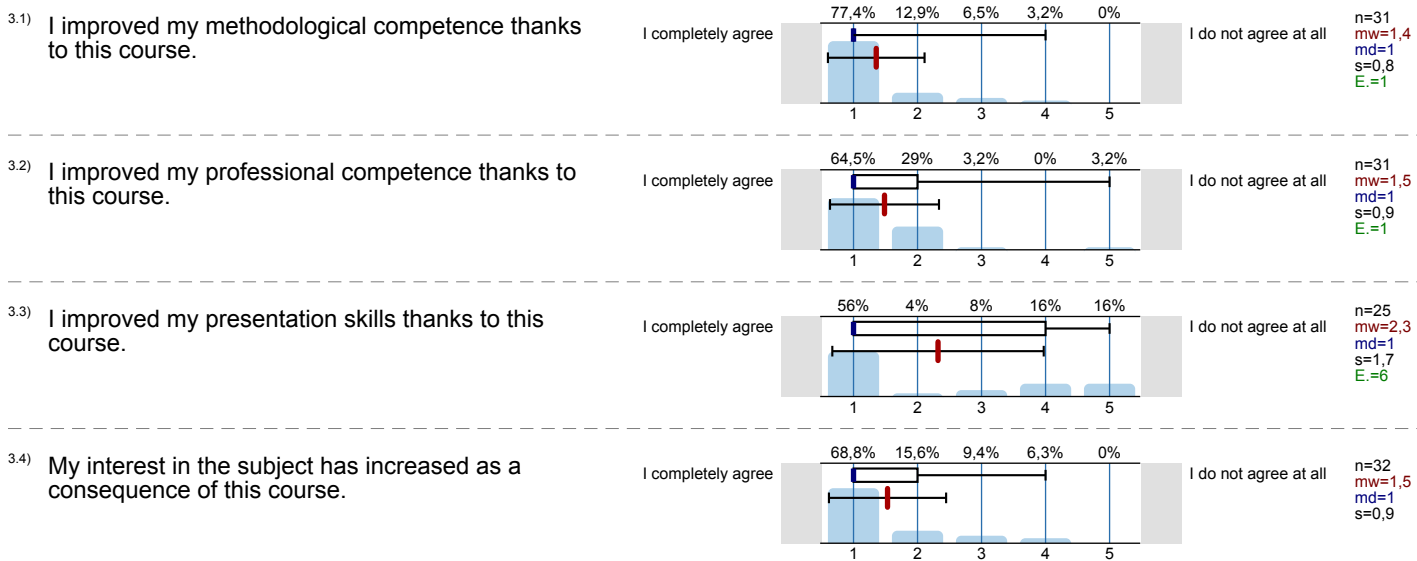 3.1) I improved my methodological competence thanks
to this course.
I completely agree
77,4% 12,9% 6,5% 3,2% 0%
1 2 3 4 5
I do not agree at all
n=31
mw=1,4
md=1
s=0,8
E.=1
3.2) I improved my professional competence thanks to
this course.
I completely agree
64,5% 29% 3,2% 0% 3,2%
1 2 3 4 5
I do not agree at all
n=31
mw=1,5
md=1
s=0,9
E.=1
3.3) I improved my presentation skills thanks to this
course.
I completely agree
56% 4% 8% 16% 16%
1 2 3 4 5
I do not agree at all
n=25
mw=2,3
md=1
s=1,7
E.=6
3.4) My interest in the subject has increased as a
consequence of this course.
I completely agree
68,8% 15,6% 9,4% 6,3% 0%
1 2 3 4 5
I do not agree at all
n=32
mw=1,5
md=1
s=0,9